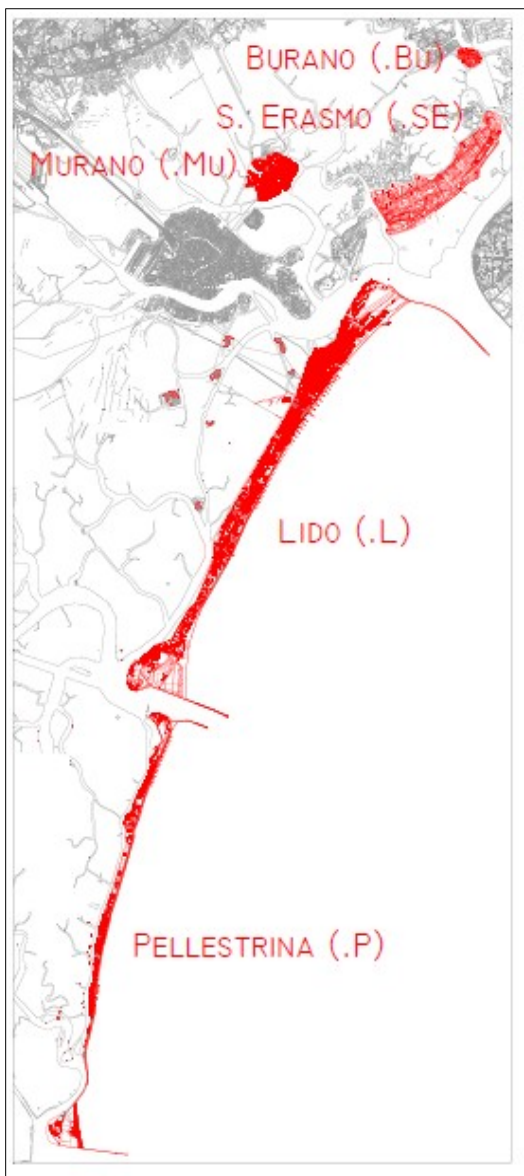 BURANO (.BU)
S. ERASMO (.SE)
MURANO (.MU)
LIDO (.L)
PELLESTRINA (.P)